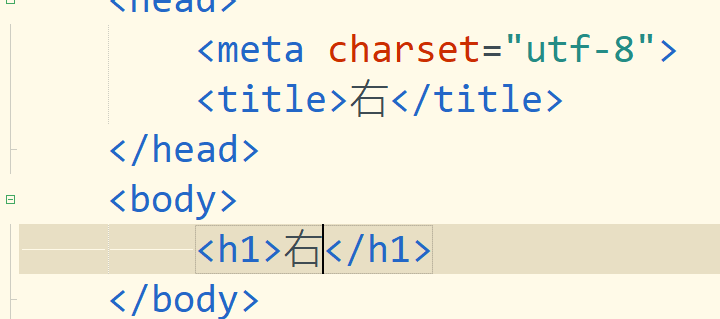 <head>
<meta charset="utf-8">
<title>右</title>
</head>
<body>
<h1>右</h1>
</body>